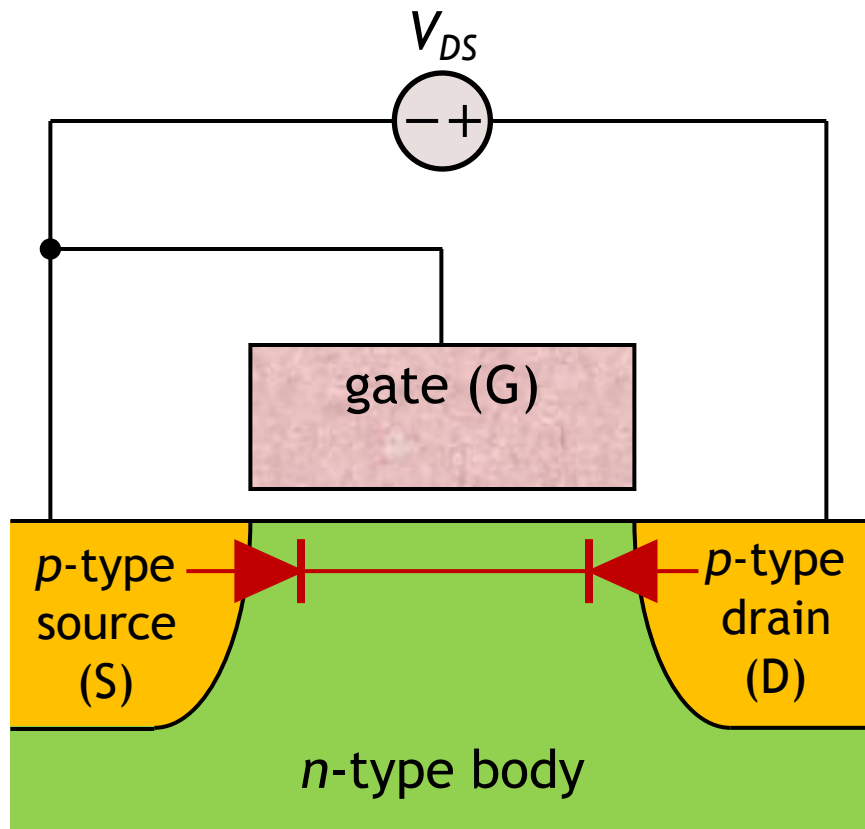 V_DS
−+
gate (G)
p-type
source
(S)
p-type
drain
(D)
n-type body